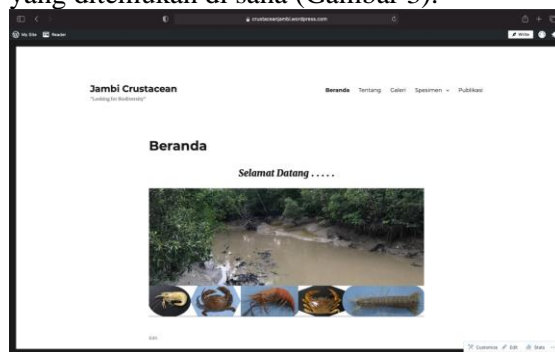 yang ditemukan di sana (Gambar 3).
crustaceanjambi.wordpress.com
My Site Reader Write
Jambi Crustacean
"Looking for Biodiversity"
Beranda Tentang Galeri Spesimen Publikasi
Beranda
Selamat Datang . . . . .
Edit
Customize Edit Stats